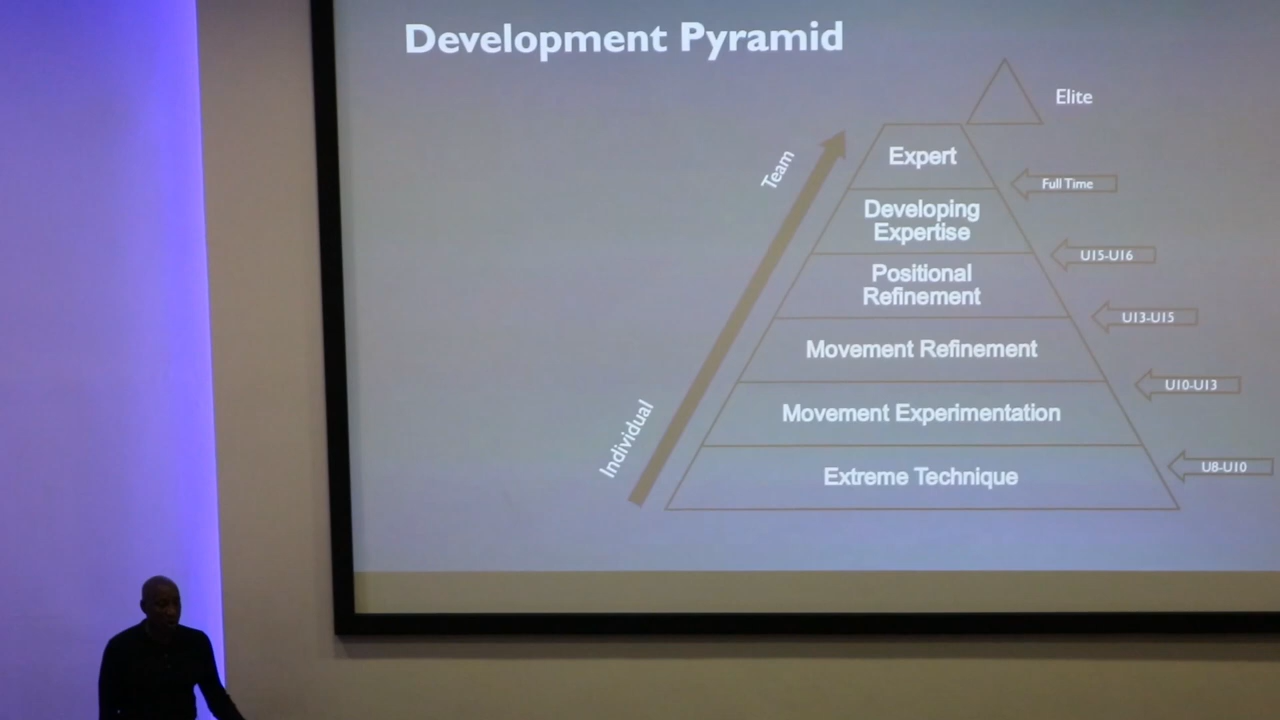 Development Pyramid
Elite
Expert
Team
Full Time
Developing
Expertise
U15-U16
Positional
Refinement
U13-U15
Movement Refinement
U10-U13
Movement Experimentation
Individual
Extreme Technique
U8-U10